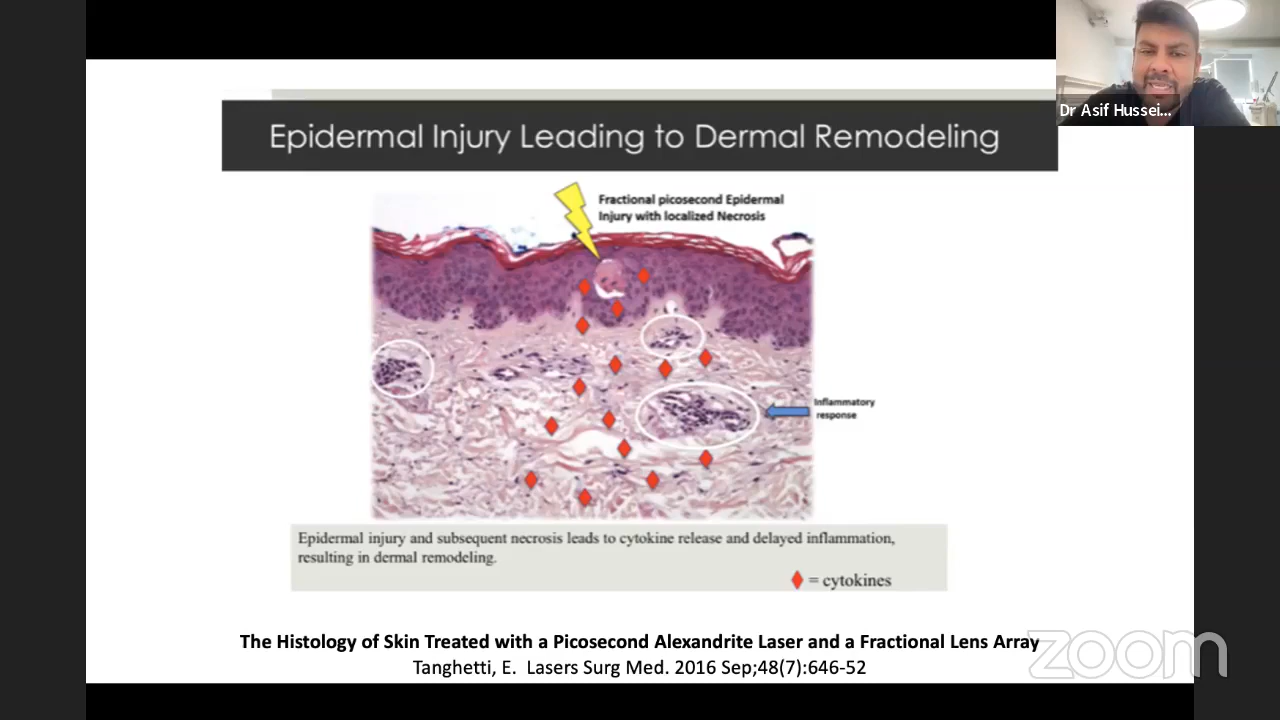 Dr Asif Hussei...
Epidermal Injury Leading to Dermal Remodeling
Fractional picosecond Epidermal
Injury with localized Necrosis
Inflammatory
response
Epidermal injury and subsequent necrosis leads to cytokine release and delayed inflammation,
resulting in dermal remodeling.
= cytokines
The Histology of Skin Treated with a Picosecond Alexandrite Laser and a Fractional Lens Array
Tanghetti, E. Lasers Surg Med. 2016 Sep;48(7):646-52
zoom